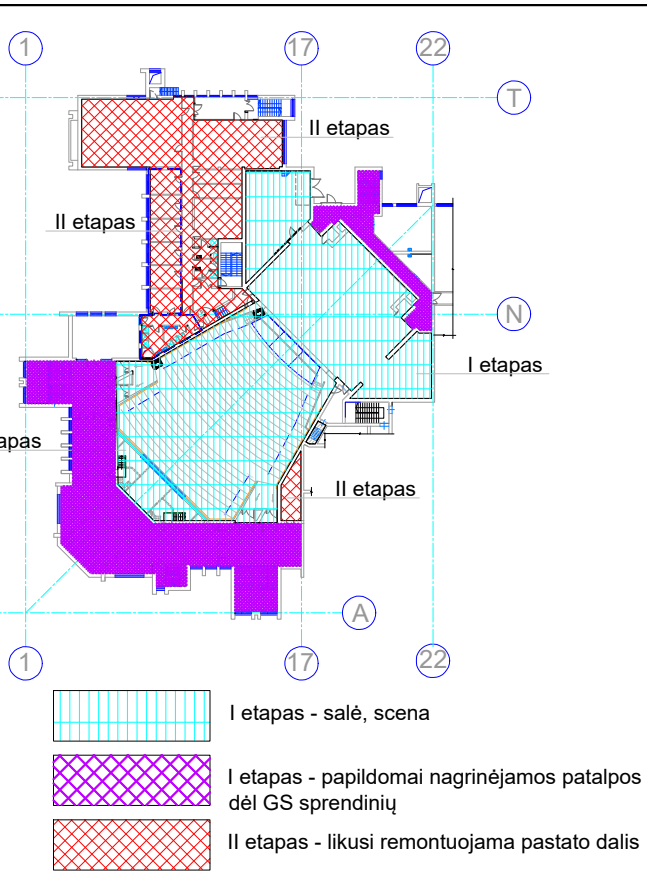 1
17
22
T
II etapas
II etapas
N
I etapas
apas
II etapas
A
1
17
22
I etapas - salė, scena
I etapas - papildomai nagrinėjamos patalpos
dėl GS sprendinių
II etapas - likusi remontuojama pastato dalis